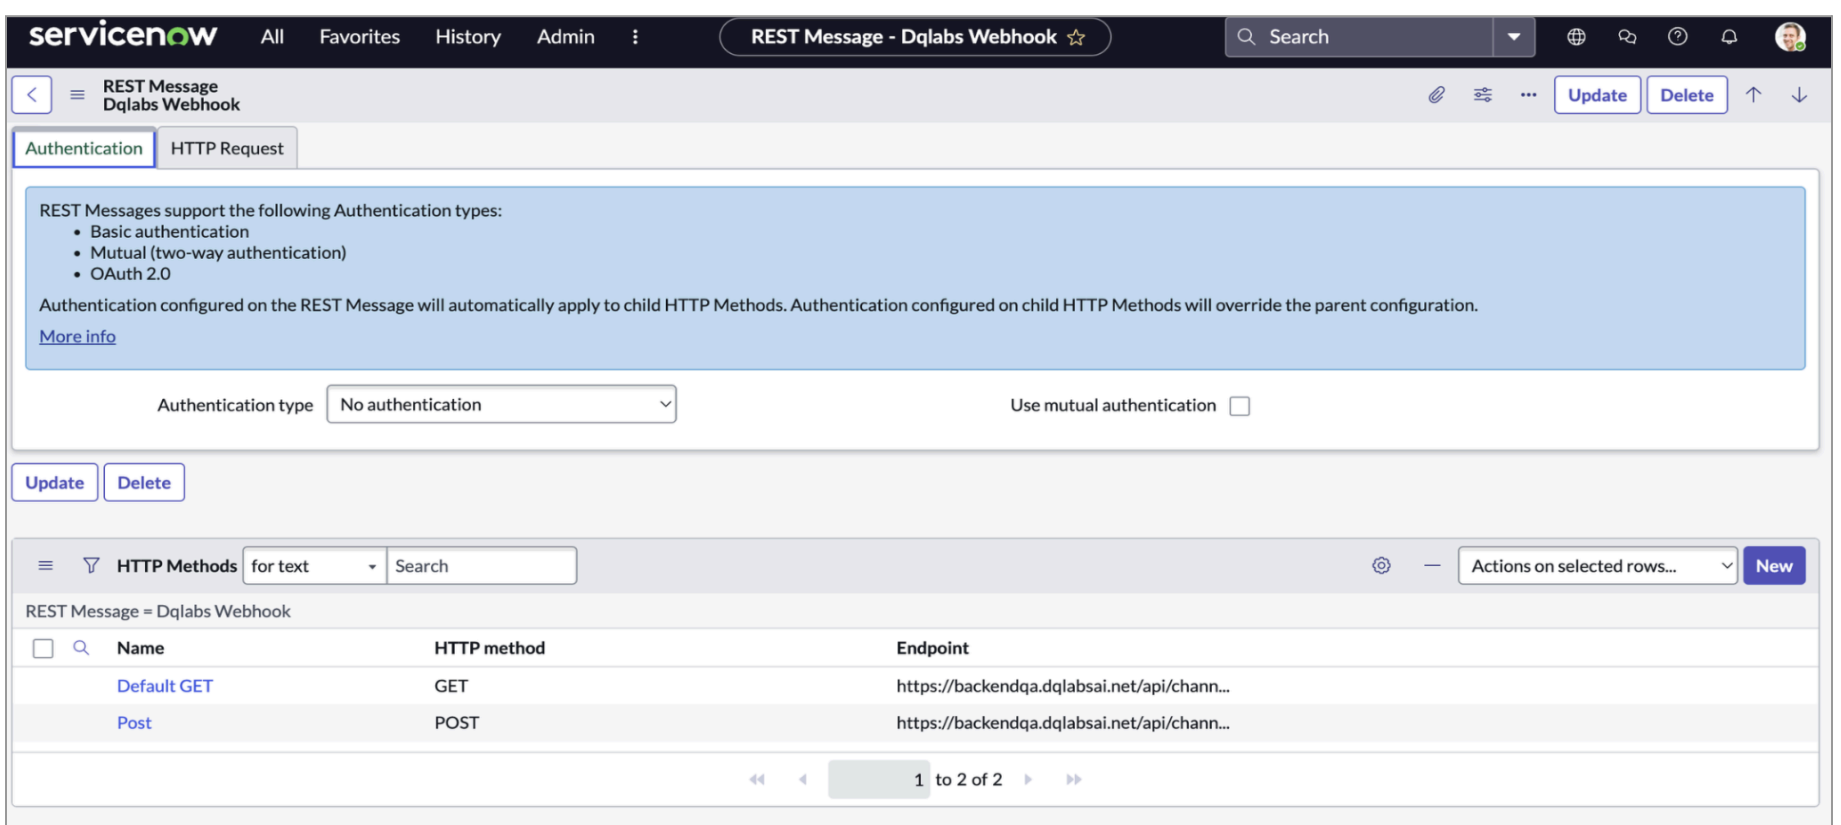 servicenow All Favorites History Admin REST Message - Dqlabs Webhook Search
REST Message
Dqlabs Webhook
Update Delete
Authentication HTTP Request
REST Messages support the following Authentication types:
• Basic authentication
• Mutual (two-way authentication)
• OAuth 2.0
Authentication configured on the REST Message will automatically apply to child HTTP Methods. Authentication configured on child HTTP Methods will override the parent configuration.
More info
Authentication type No authentication Use mutual authentication
Update Delete
HTTP Methods for text Search Actions on selected rows... New
REST Message = Dqlabs Webhook
Name HTTP method Endpoint
Default GET GET https://backendqa.dqlabsai.net/api/chann...
Post POST https://backendqa.dqlabsai.net/api/chann...
1 to 2 of 2